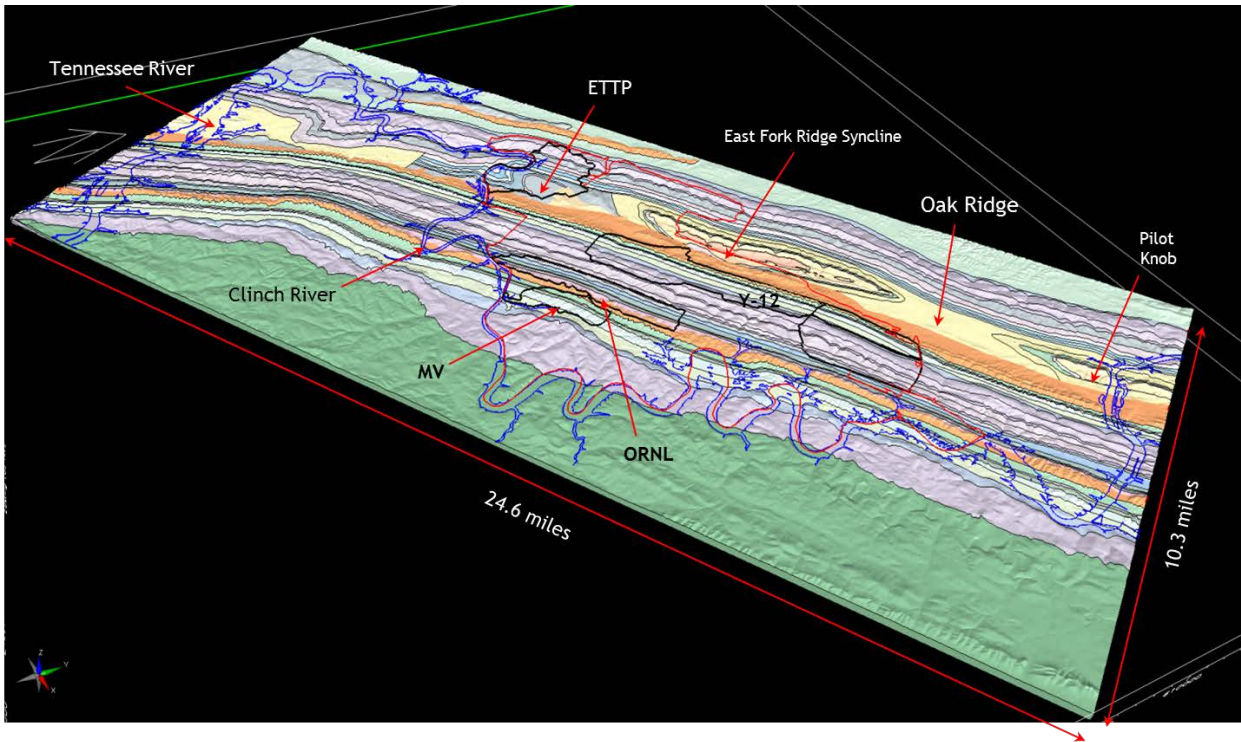 Tennessee River
ETTP
East Fork Ridge Syncline
Oak Ridge
Pilot
Knob
Clinch River
Y-12
MV
ORNL
24.6 miles
10.3 miles
Z
Y
X